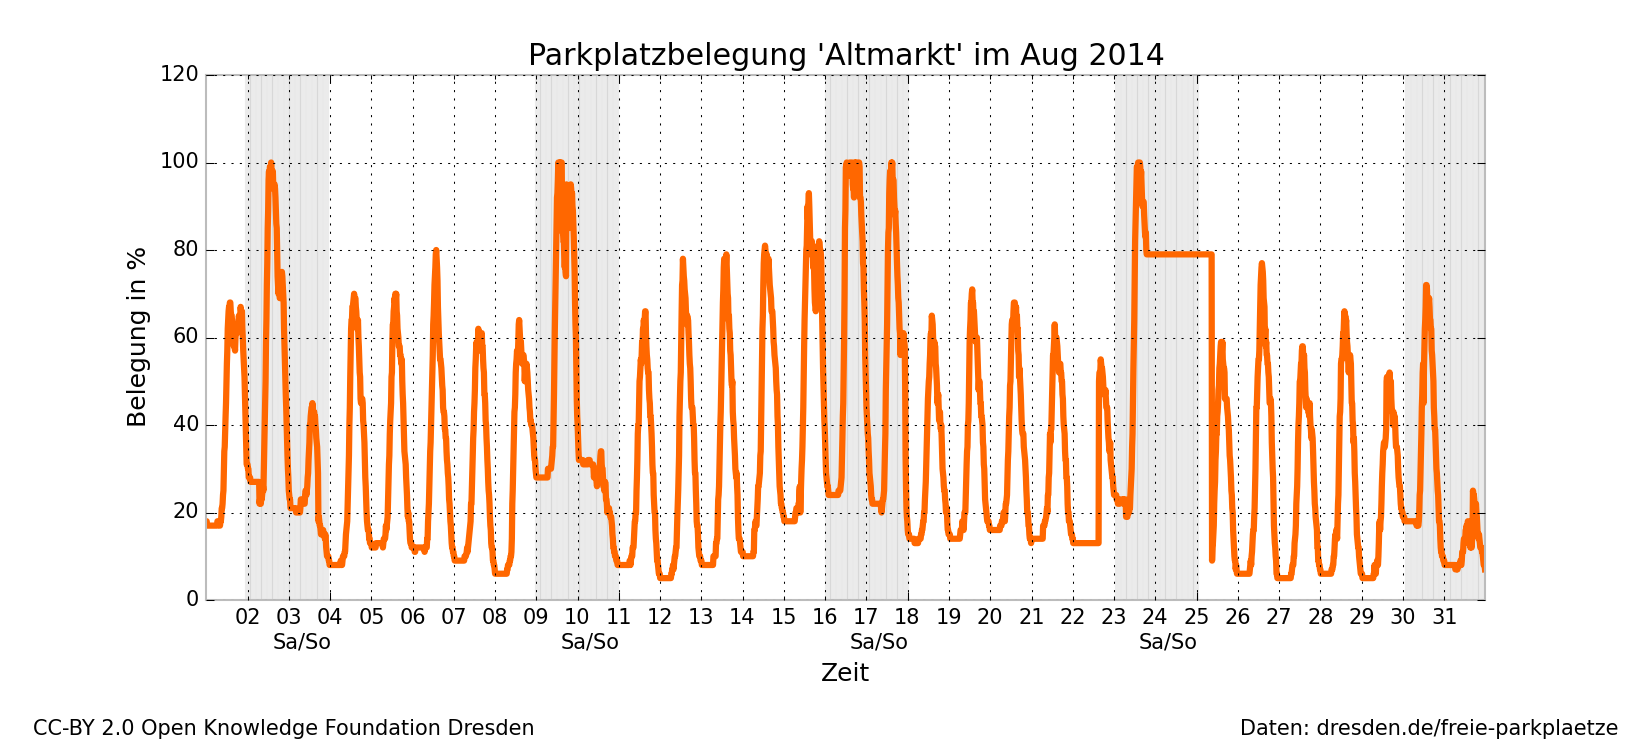 Parkplatzbelegung 'Altmarkt' im Aug 2014
120
100
80
60
40
20
0
Belegung in %
02 03 04 05 06 07 08 09 10 11 12 13 14 15 16 17 18 19 20 21 22 23 24 25 26 27 28 29 30 31
Sa/So Sa/So Sa/So Sa/So
Zeit
CC-BY 2.0 Open Knowledge Foundation Dresden
Daten: dresden.de/freie-parkplaetze